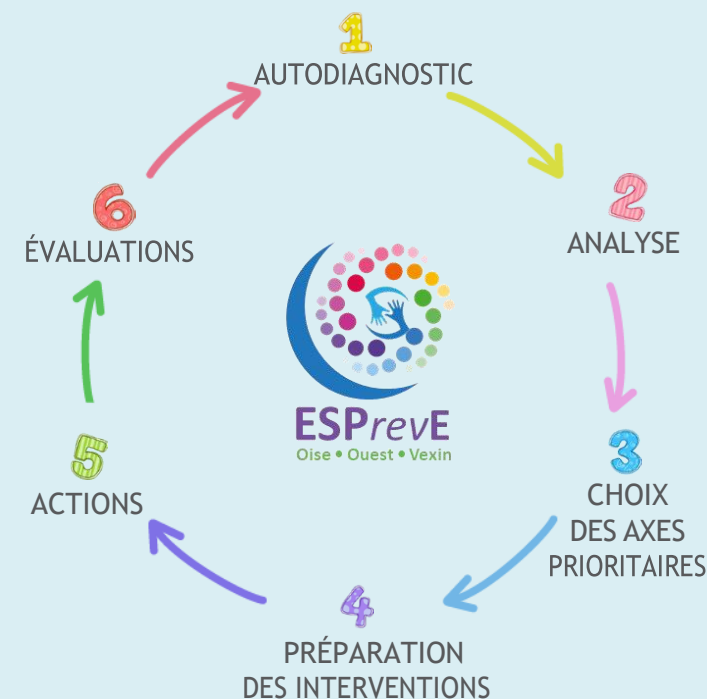 1
AUTODIAGNOSTIC
2
ANALYSE
3
CHOIX
DES AXES
PRIORITAIRES
4
PRÉPARATION
DES INTERVENTIONS
5
ACTIONS
6
ÉVALUATIONS
ESPrevE
Oise • Ouest • Vexin